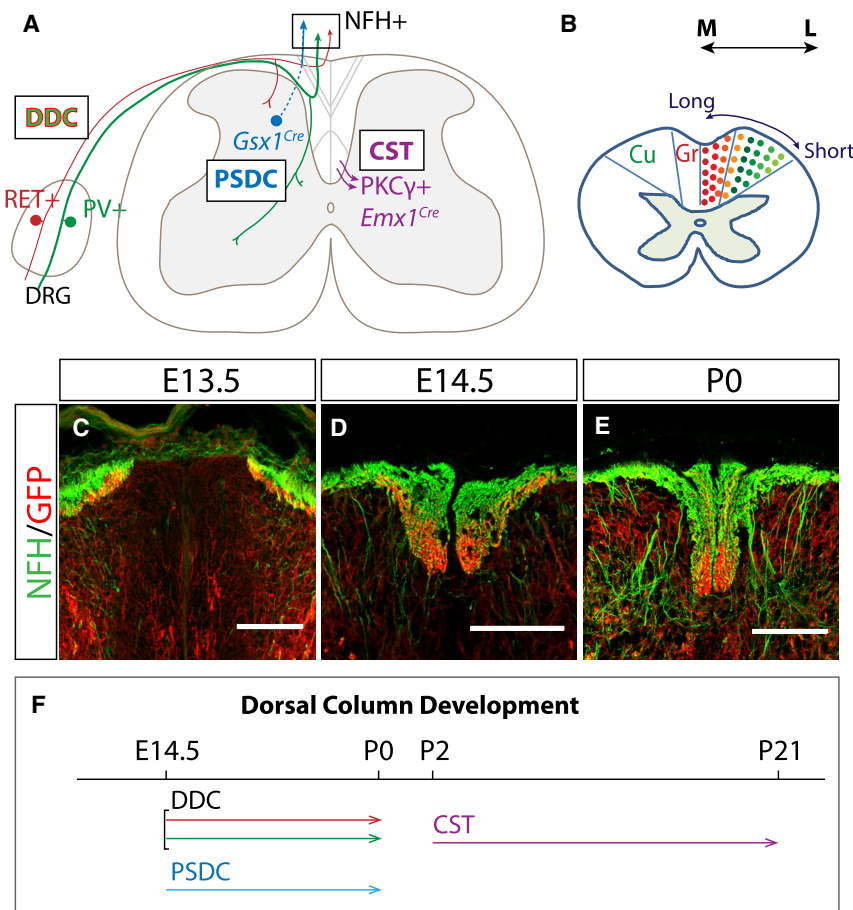 A
NFH+
DDC
Gsx1Cre
CST
PSDC
PKCγ+
Emx1Cre
RET+
PV+
DRG
B
M L
Long
Cu Gr
Short
E13.5 E14.5 P0
NFH/GFP
C D E
F
Dorsal Column Development
E14.5 P0 P2 P21
DDC
CST
PSDC